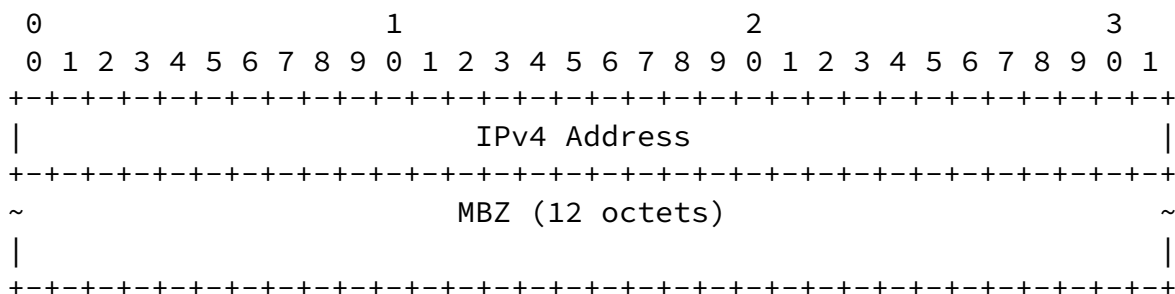 0                   1                   2                   3
 0 1 2 3 4 5 6 7 8 9 0 1 2 3 4 5 6 7 8 9 0 1 2 3 4 5 6 7 8 9 0 1
+-+-+-+-+-+-+-+-+-+-+-+-+-+-+-+-+-+-+-+-+-+-+-+-+-+-+-+-+-+-+-+-+
|                         IPv4 Address                          |
+-+-+-+-+-+-+-+-+-+-+-+-+-+-+-+-+-+-+-+-+-+-+-+-+-+-+-+-+-+-+-+-+
~                        MBZ (12 octets)                        ~
|                                                               |
+-+-+-+-+-+-+-+-+-+-+-+-+-+-+-+-+-+-+-+-+-+-+-+-+-+-+-+-+-+-+-+-+